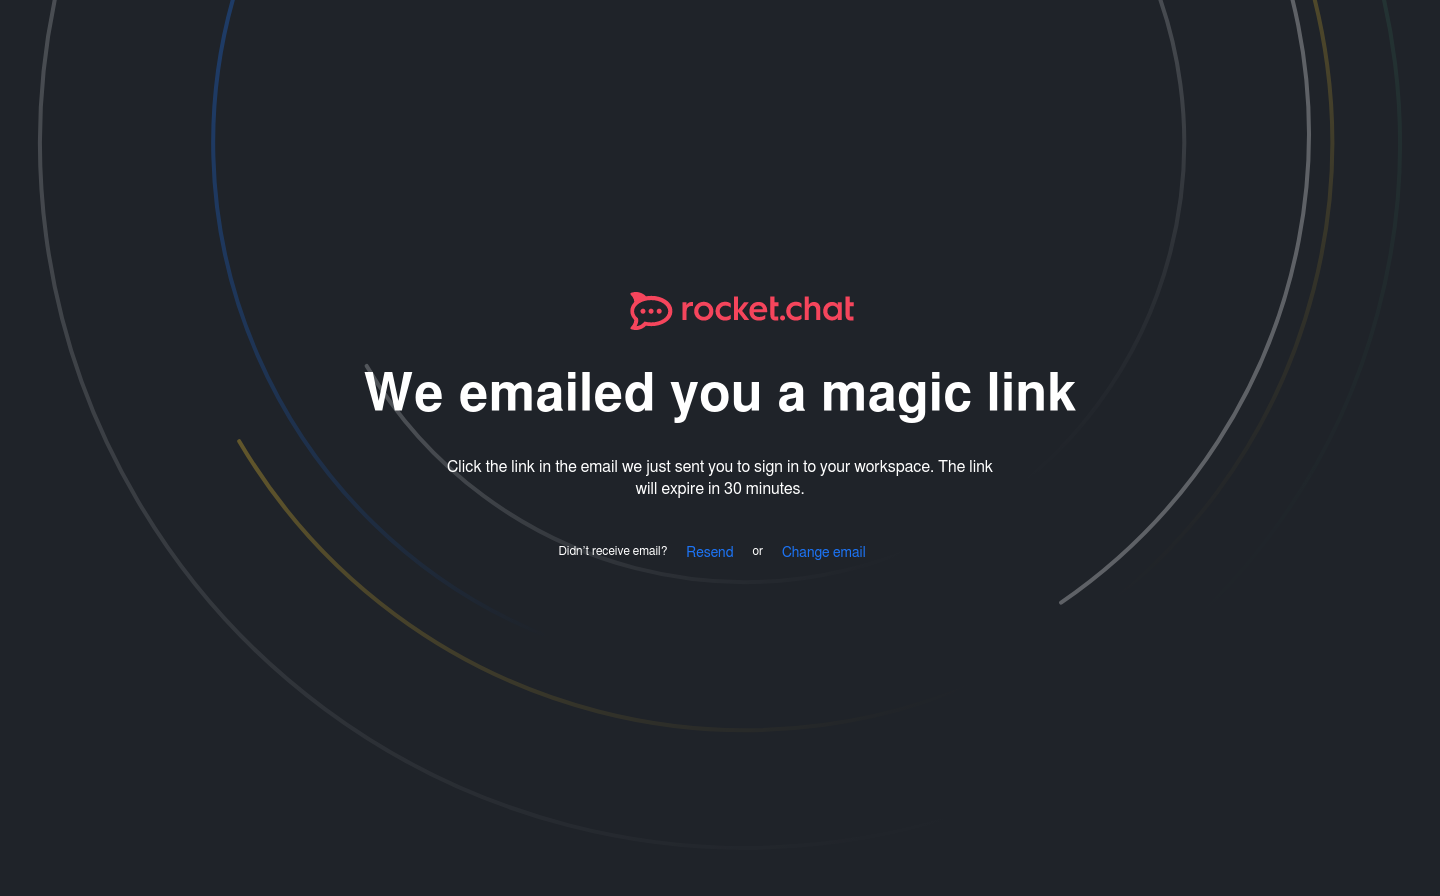 rocket.chat
We emailed you a magic link
Click the link in the email we just sent you to sign in to your workspace. The link
will expire in 30 minutes.
Didn't receive email? Resend or Change email